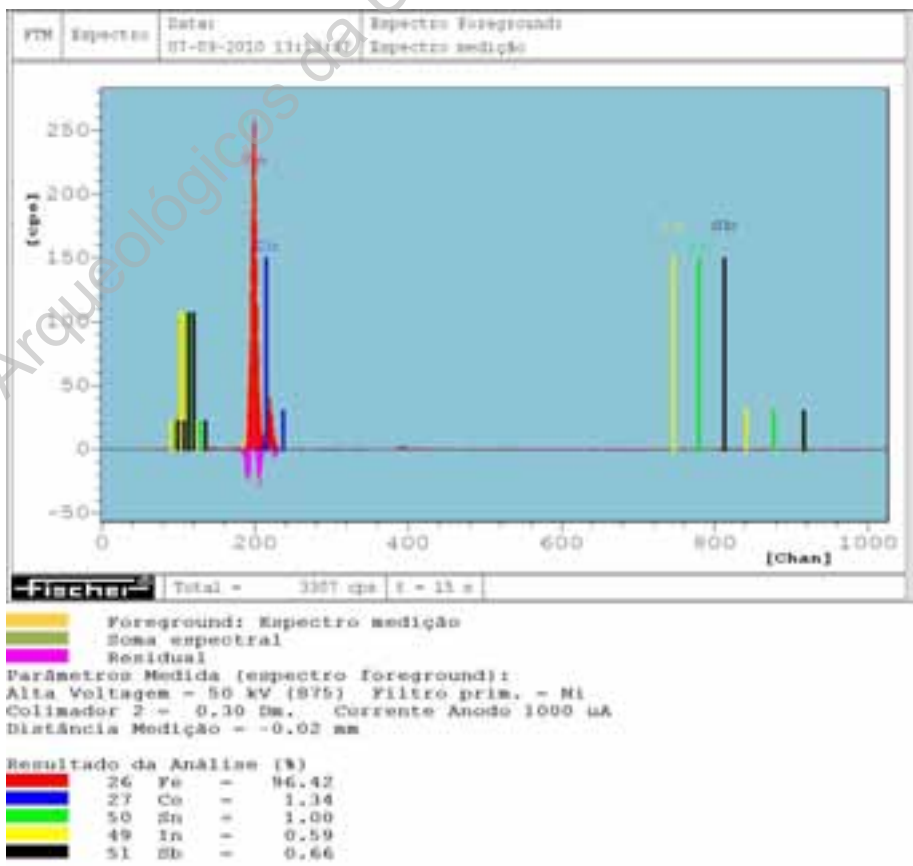 Arqueológicos da
FTM Espectro Data: Espectro Foreground:
07-09-2010 Espectro medição
250
200
150
100
50
0
-50
[cps]
Fe
Co
In
Sb
0 200 400 600 800 1000
[Chan]
Fischer Total = 3307 cps t = 15 s
Foreground: Espectro medição
Soma espectral
Residual
Parâmetros Medida (espectro foreground):
Alta Voltagem = 50 kV (875) Filtro prim. = Ni
Colimador 2 = 0.30 Dm. Corrente Anodo 1000 uA
Distância Medição = -0.02 mm
Resultado da Análise (%)
26 Fe = 96.42
27 Co = 1.34
50 Sn = 1.00
49 In = 0.59
51 Sb = 0.66